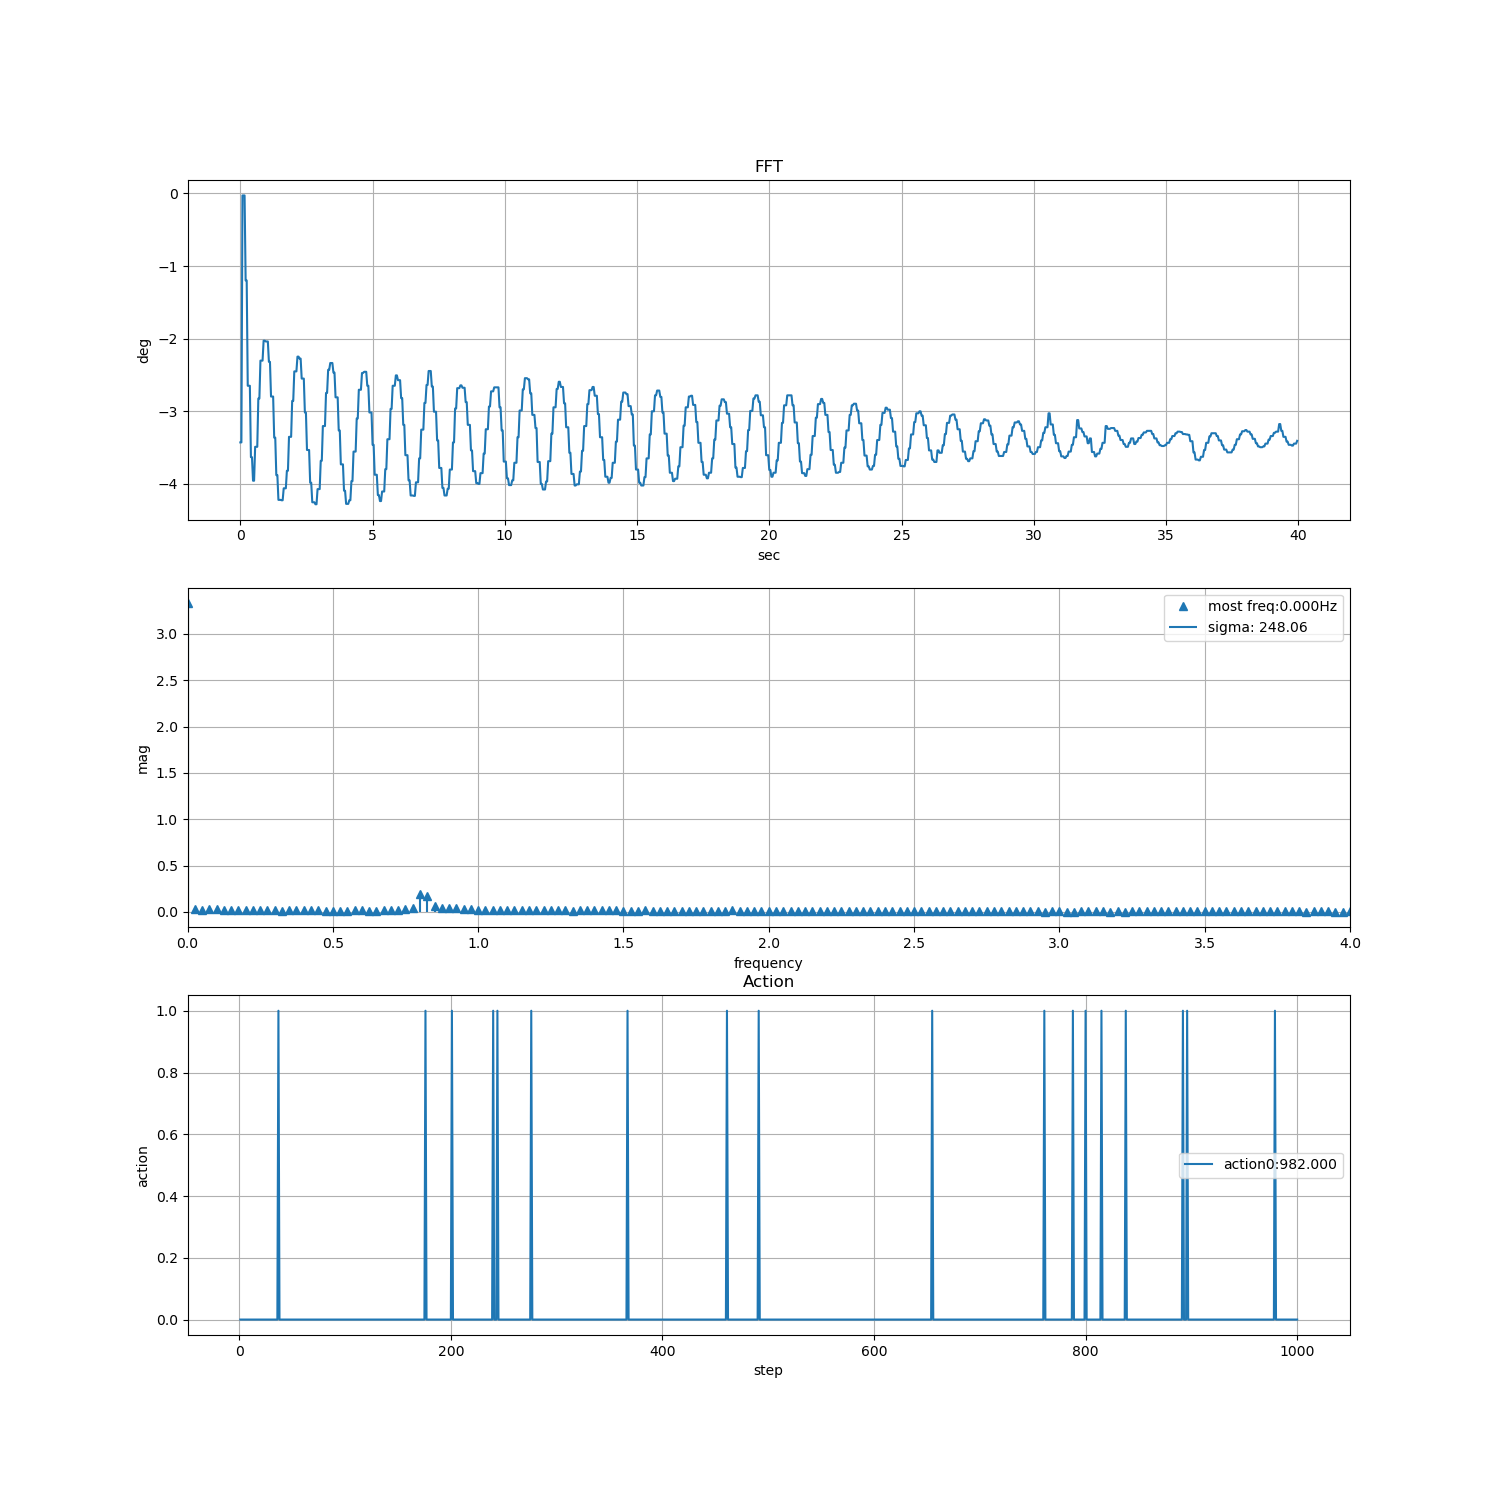 FFT
0
−1
−2
−3
−4
deg
0 5 10 15 20 25 30 35 40
sec
most freq:0.000Hz
sigma: 248.06
3.0
2.5
2.0
1.5
1.0
0.5
0.0
mag
0.0 0.5 1.0 1.5 2.0 2.5 3.0 3.5 4.0
frequency
Action
1.0
0.8
0.6
0.4
0.2
0.0
action
action0:982.000
0 200 400 600 800 1000
step